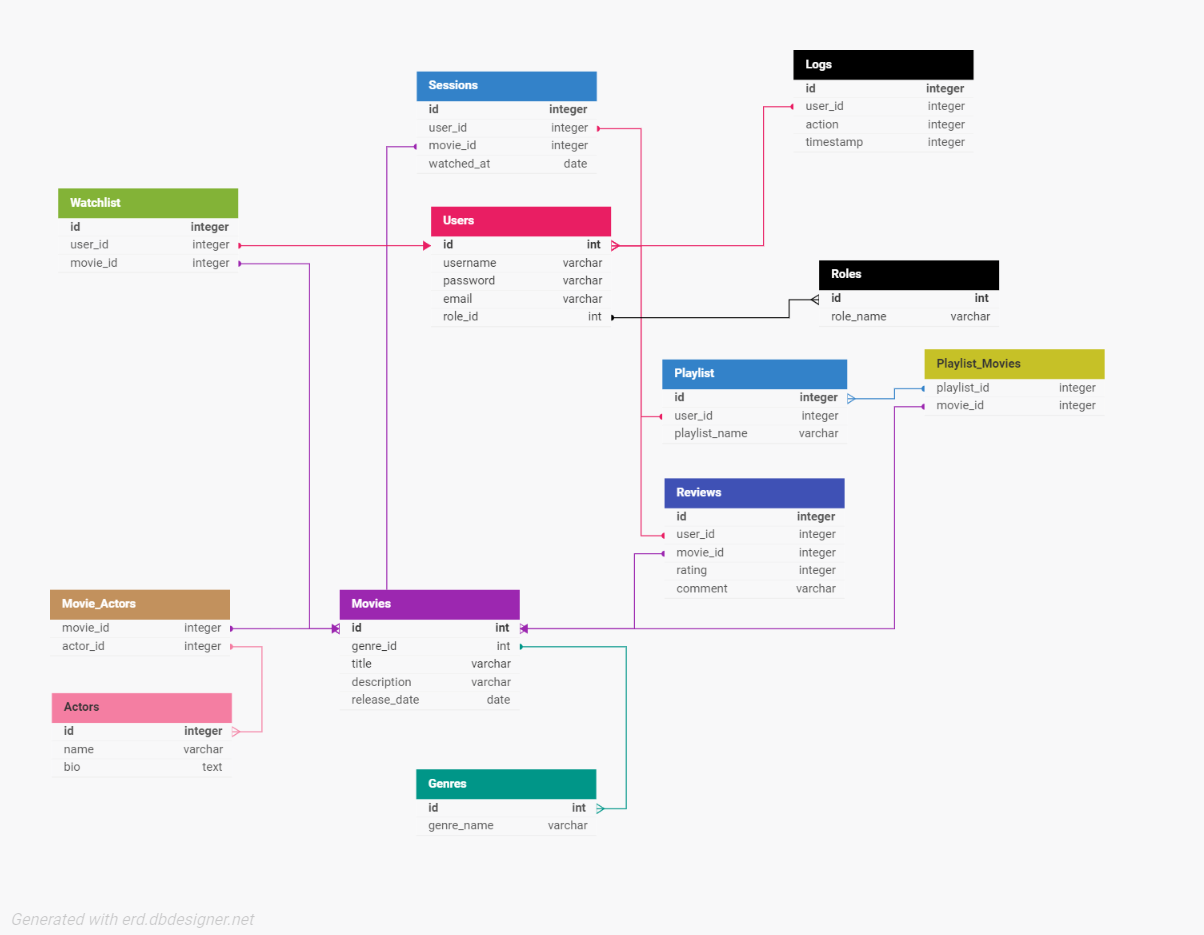 Logs
id integer
user_id integer
action integer
timestamp integer
Sessions
id integer
user_id integer
movie_id integer
watched_at date
Watchlist
id integer
user_id integer
movie_id integer
Users
id int
username varchar
password varchar
email varchar
role_id int
Roles
id int
role_name varchar
Playlist
id integer
user_id integer
playlist_name varchar
Playlist_Movies
playlist_id integer
movie_id integer
Reviews
id integer
user_id integer
movie_id integer
rating integer
comment varchar
Movie_Actors
movie_id integer
actor_id integer
Movies
id int
genre_id int
title varchar
description varchar
release_date date
Actors
id integer
name varchar
bio text
Genres
id int
genre_name varchar
Generated with erd.dbdesigner.net